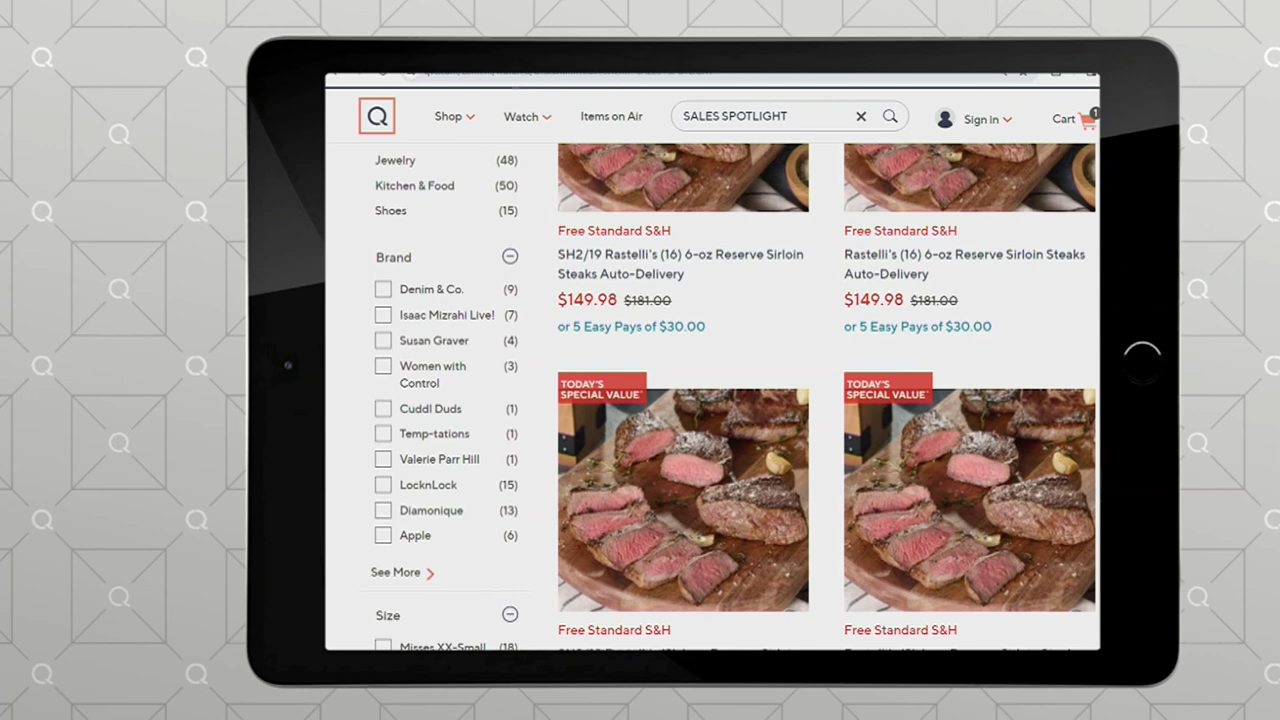 Q
Shop
Watch
Items on Air
SALES SPOTLIGHT
Sign in
Cart
1
Jewelry (48)
Kitchen & Food (50)
Shoes (15)
Brand
Denim & Co. (9)
Isaac Mizrahi Live! (7)
Susan Graver (4)
Women with (3)
Control
Cuddl Duds (1)
Temp-tations (1)
Valerie Parr Hill (1)
LocknLock (15)
Diamonique (13)
Apple (6)
See More
Size
Misses XX-Small (18)
Free Standard S&H
SH2/19 Rastelli's (16) 6-oz Reserve Sirloin
Steaks Auto-Delivery
$149.98 $181.00
or 5 Easy Pays of $30.00
Free Standard S&H
Rastelli's (16) 6-oz Reserve Sirloin Steaks
Auto-Delivery
$149.98 $181.00
or 5 Easy Pays of $30.00
TODAY'S
SPECIAL VALUE
Free Standard S&H
TODAY'S
SPECIAL VALUE
Free Standard S&H